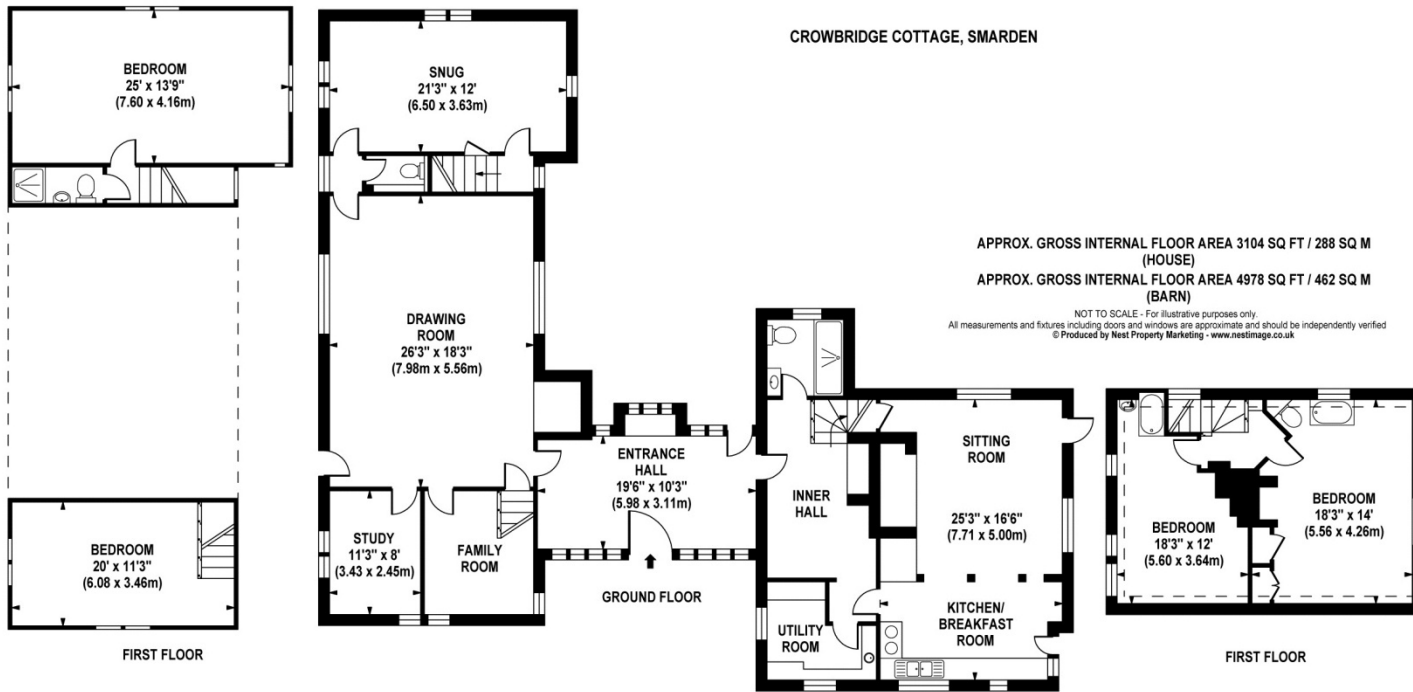 CROWBRIDGE COTTAGE, SMARDEN
BEDROOM
25' x 13'9"
(7.60 x 4.16m)
SNUG
21'3" x 12'
(6.50 x 3.63m)
APPROX. GROSS INTERNAL FLOOR AREA 3104 SQ FT / 288 SQ M
(HOUSE)
APPROX. GROSS INTERNAL FLOOR AREA 4978 SQ FT / 462 SQ M
(BARN)
NOT TO SCALE - For illustrative purposes only.
All measurements and fixtures including doors and windows are approximate and should be independently verified
© Produced by Nest Property Marketing - www.nestimage.co.uk
DRAWING
ROOM
26'3" x 18'3"
(7.98m x 5.56m)
ENTRANCE
HALL
19'6" x 10'3"
(5.98 x 3.11m)
INNER
HALL
SITTING
ROOM
25'3" x 16'6"
(7.71 x 5.00m)
BEDROOM
18'3" x 14'
(5.56 x 4.26m)
BEDROOM
18'3" x 12'
(5.60 x 3.64m)
BEDROOM
20' x 11'3"
(6.08 x 3.46m)
STUDY
11'3" x 8'
(3.43 x 2.45m)
FAMILY
ROOM
GROUND FLOOR
UTILITY
ROOM
KITCHEN/
BREAKFAST
ROOM
FIRST FLOOR
FIRST FLOOR